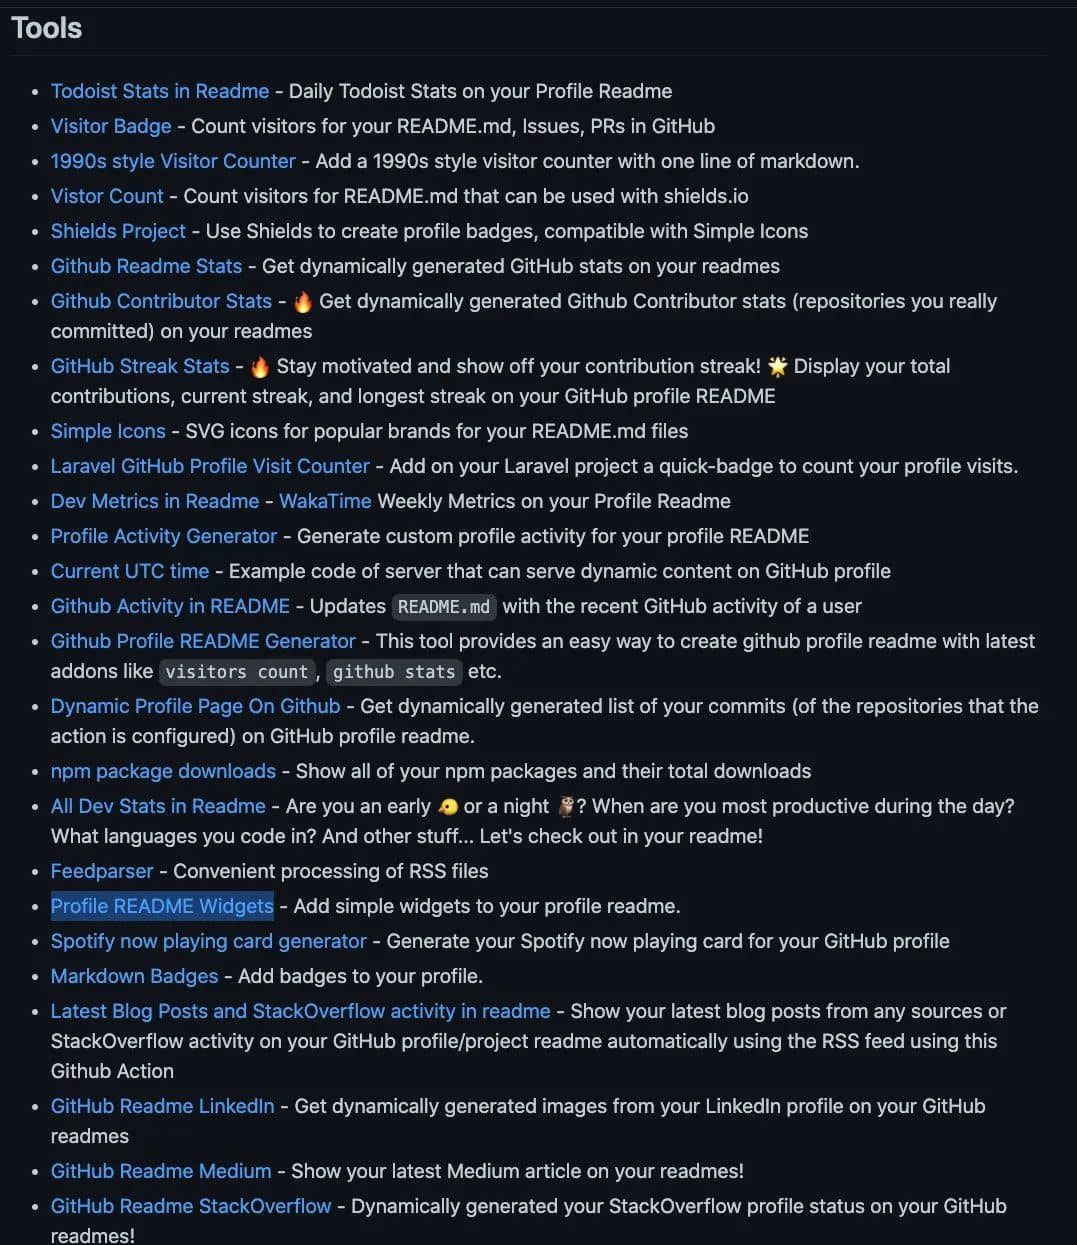 Tools
Todoist Stats in Readme - Daily Todoist Stats on your Profile Readme
Visitor Badge - Count visitors for your README.md, Issues, PRs in GitHub
1990s style Visitor Counter - Add a 1990s style visitor counter with one line of markdown.
Vistor Count - Count visitors for README.md that can be used with shields.io
Shields Project - Use Shields to create profile badges, compatible with Simple Icons
Github Readme Stats - Get dynamically generated GitHub stats on your readmes
Github Contributor Stats - 🔥 Get dynamically generated Github Contributor stats (repositories you really
committed) on your readmes
GitHub Streak Stats - 🔥 Stay motivated and show off your contribution streak! 🌟 Display your total
contributions, current streak, and longest streak on your GitHub profile README
Simple Icons - SVG icons for popular brands for your README.md files
Laravel GitHub Profile Visit Counter - Add on your Laravel project a quick-badge to count your profile visits.
Dev Metrics in Readme - WakaTime Weekly Metrics on your Profile Readme
Profile Activity Generator - Generate custom profile activity for your profile README
Current UTC time - Example code of server that can serve dynamic content on GitHub profile
Github Activity in README - Updates README.md with the recent GitHub activity of a user
Github Profile README Generator - This tool provides an easy way to create github profile readme with latest
addons like visitors count , github stats etc.
Dynamic Profile Page On Github - Get dynamically generated list of your commits (of the repositories that the
action is configured) on GitHub profile readme.
npm package downloads - Show all of your npm packages and their total downloads
All Dev Stats in Readme - Are you an early 🐤 or a night 🦉? When are you most productive during the day?
What languages you code in? And other stuff... Let's check out in your readme!
Feedparser - Convenient processing of RSS files
Profile README Widgets - Add simple widgets to your profile readme.
Spotify now playing card generator - Generate your Spotify now playing card for your GitHub profile
Markdown Badges - Add badges to your profile.
Latest Blog Posts and StackOverflow activity in readme - Show your latest blog posts from any sources or
StackOverflow activity on your GitHub profile/project readme automatically using the RSS feed using this
Github Action
GitHub Readme LinkedIn - Get dynamically generated images from your LinkedIn profile on your GitHub
readmes
GitHub Readme Medium - Show your latest Medium article on your readmes!
GitHub Readme StackOverflow - Dynamically generated your StackOverflow profile status on your GitHub
readmes!